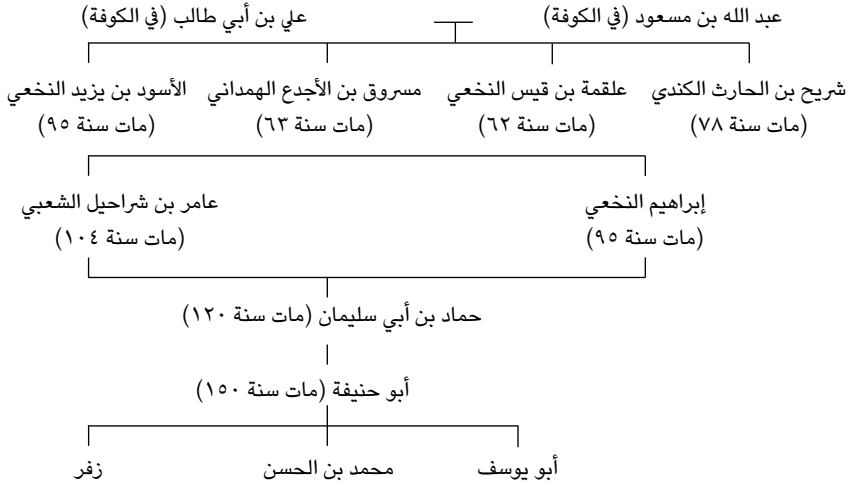 عبد الله بن مسعود (في الكوفة) علي بن أبي طالب (في الكوفة)
شريح بن الحارث الكندي علقمة بن قيس النخعي مسروق بن الأجدع الهمداني الأسود بن يزيد النخعي
(مات سنة ٧٨) (مات سنة ٦٢) (مات سنة ٦٣) (مات سنة ٩٥)
إبراهيم النخعي عامر بن شراحيل الشعبي
(مات سنة ٩٥) (مات سنة ١٠٤)
حماد بن أبي سليمان (مات سنة ١٢٠)
أبو حنيفة (مات سنة ١٥٠)
أبو يوسف محمد بن الحسن زفر